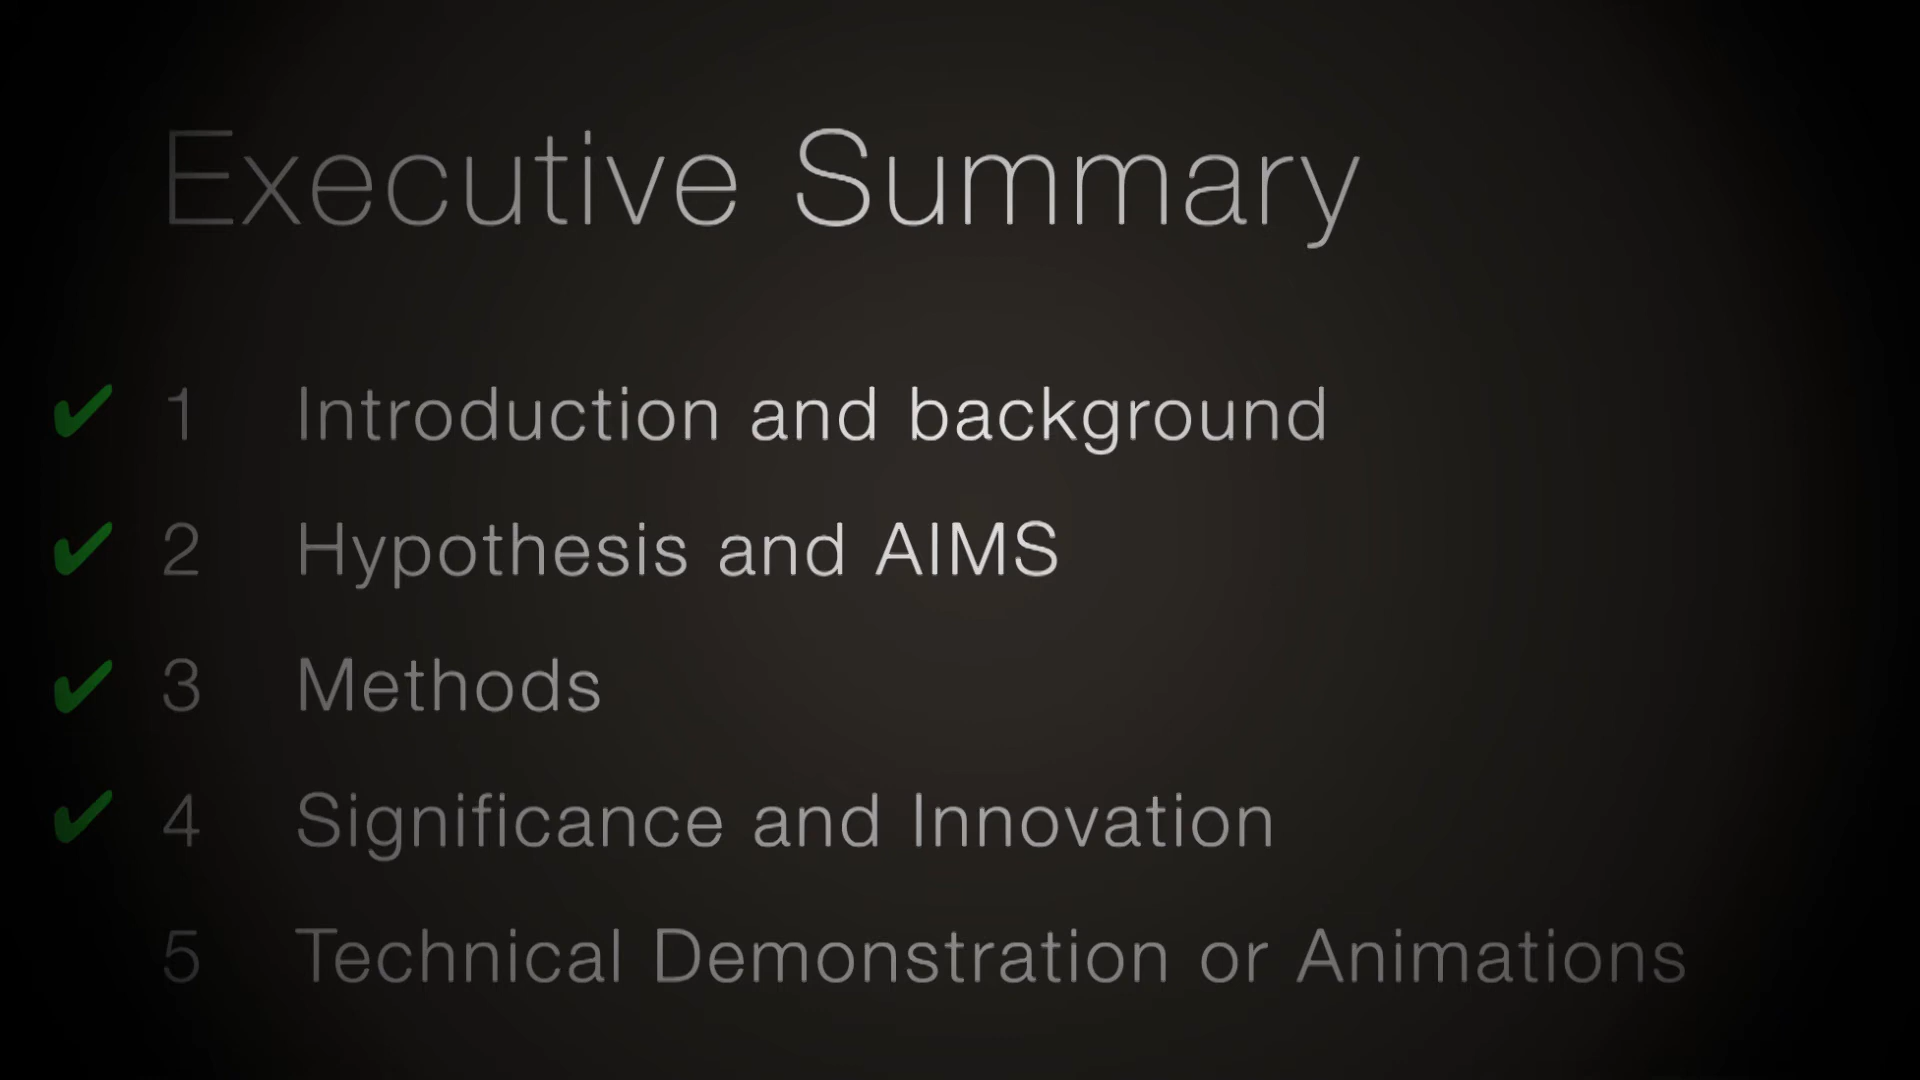 Executive Summary
✔ 1 Introduction and background
✔ 2 Hypothesis and AIMS
✔ 3 Methods
✔ 4 Significance and Innovation
5 Technical Demonstration or Animations